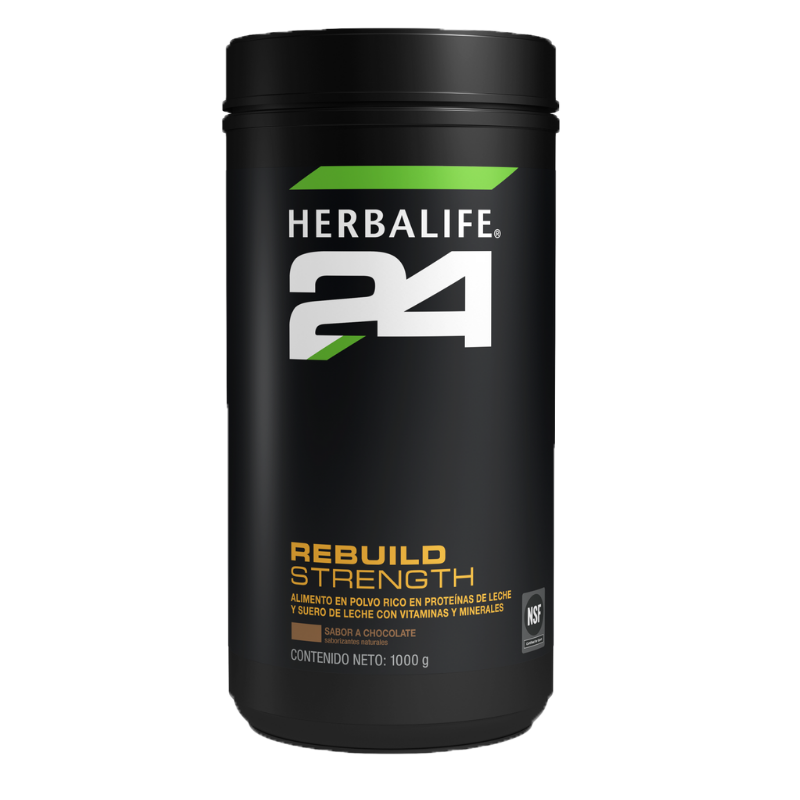 HERBALIFE®
24
REBUILD
STRENGTH
ALIMENTO EN POLVO RICO EN PROTEÍNAS DE LECHE
Y SUERO DE LECHE CON VITAMINAS Y MINERALES
SABOR A CHOCOLATE
saborizantes naturales
CONTENIDO NETO: 1000 g
NSF